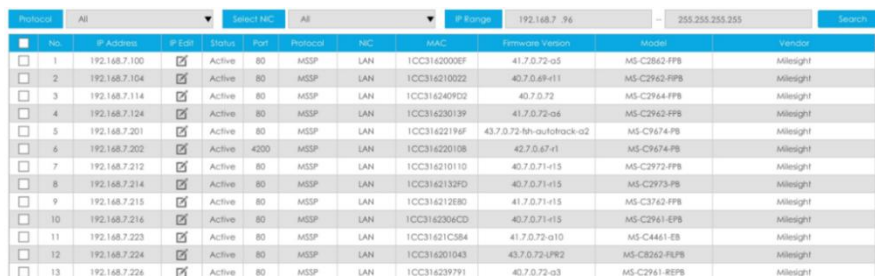 Protocol All Select NIC All IP Range 192.168.7 .96 ~ 255.255.255.255 Search
No. IP Address IP Edit Status Port Protocol NIC MAC Firmware Version Model Vendor
1 192.168.7.100 Active 80 MSSP LAN 1CC3162000EF 41.7.0.72-a5 MS-C2862-FPB Milesight
2 192.168.7.104 Active 80 MSSP LAN 1CC316210022 40.7.0.69-r11 MS-C2962-FIPB Milesight
3 192.168.7.114 Active 80 MSSP LAN 1CC3162409D2 40.7.0.72 MS-C2964-FPB Milesight
4 192.168.7.124 Active 80 MSSP LAN 1CC316230139 41.7.0.72-a6 MS-C2962-FPB Milesight
5 192.168.7.201 Active 80 MSSP LAN 1CC31622196F 43.7.0.72-fsh-autotrack-a2 MS-C9674-PB Milesight
6 192.168.7.202 Active 4200 MSSP LAN 1CC31622010B 42.7.0.67-r1 MS-C9674-PB Milesight
7 192.168.7.212 Active 80 MSSP LAN 1CC316210110 40.7.0.71-r15 MS-C2972-FPB Milesight
8 192.168.7.214 Active 80 MSSP LAN 1CC3162132FD 40.7.0.71-r15 MS-C2973-PB Milesight
9 192.168.7.215 Active 80 MSSP LAN 1CC316212E80 41.7.0.71-r15 MS-C3762-FPB Milesight
10 192.168.7.216 Active 80 MSSP LAN 1CC3162306CD 40.7.0.71-r15 MS-C2961-EPB Milesight
11 192.168.7.223 Active 80 MSSP LAN 1CC31621C584 41.7.0.72-a10 MS-C4461-EB Milesight
12 192.168.7.224 Active 80 MSSP LAN 1CC316201043 43.7.0.72-LPR2 MS-C8262-FILPB Milesight
13 192.168.7.226 Active 80 MSSP LAN 1CC316239791 40.7.0.72-a3 MS-C2961-REPB Milesight